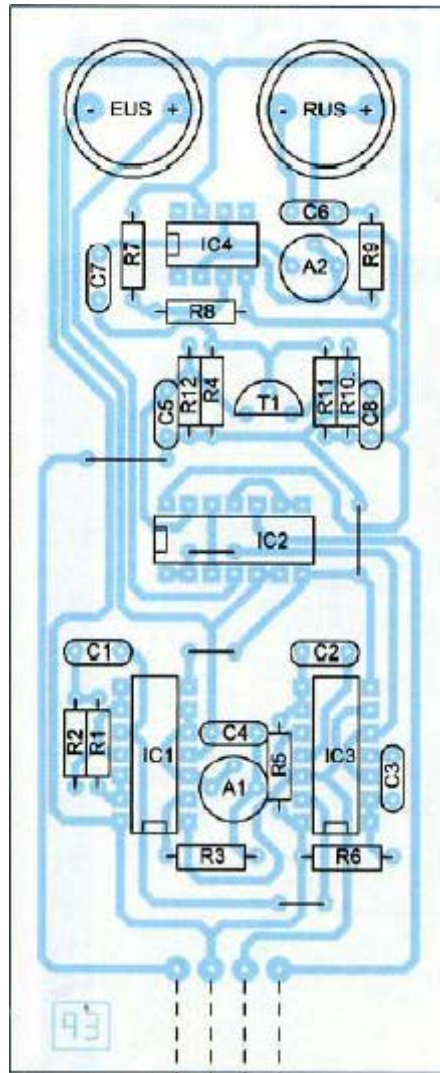 - EUS +
- RUS +
C6
R7
IC4
A2
R9
C7
R8
R12
R4
T1
R11
R10.
C5
C8
IC2
C1
C2
R2
R1
IC1
C4
R5
IC3
C3
A1
R3
R6